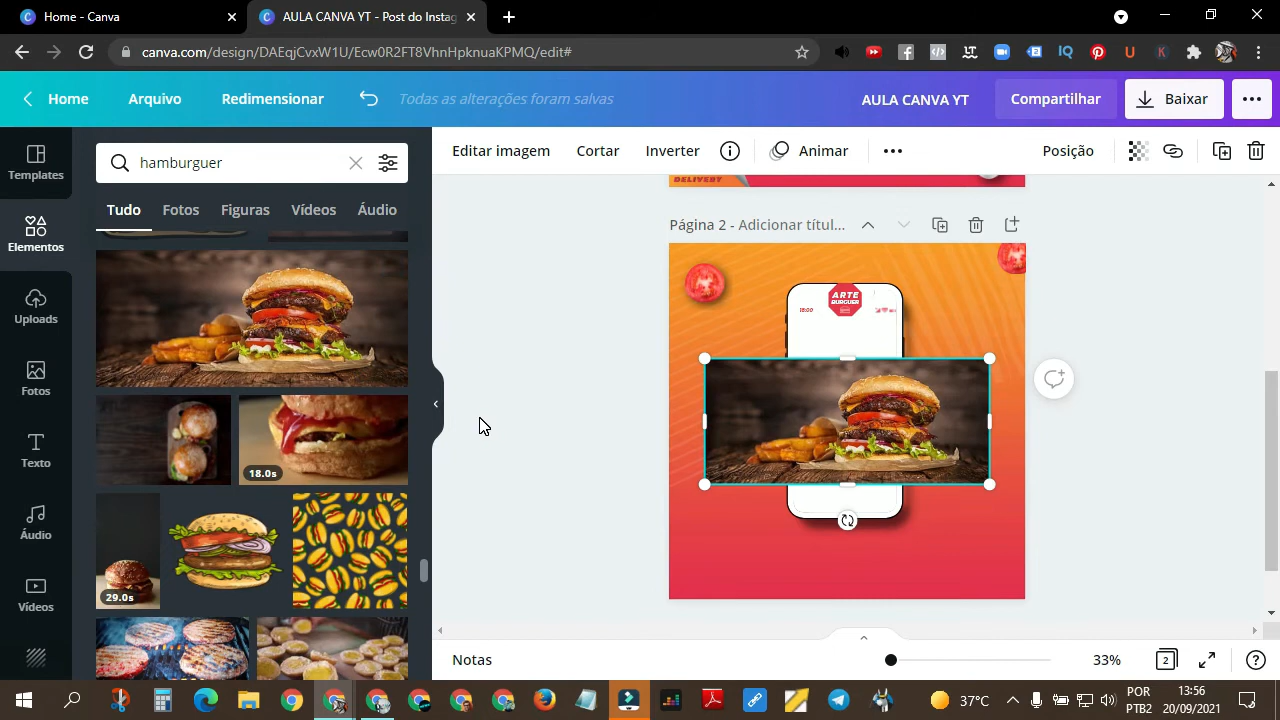 Home - Canva
AULA CANVA YT - Post do Instag
canva.com/design/DAEqjCvxW1U/Ecw0R2FT8VhnHpknuaKPMQ/edit#
Home
Arquivo
Redimensionar
Todas as alterações foram salvas
AULA CANVA YT
Compartilhar
Baixar
Templates
Elementos
Uploads
Fotos
Texto
Áudio
Vídeos
hamburguer
Tudo
Fotos
Figuras
Vídeos
Áudio
18.0s
29.0s
Editar imagem
Cortar
Inverter
Animar
Posição
DELIVERY
Página 2 - Adicionar títul...
ARTE
BURGUER
19:00
Notas
33%
2
37°C
POR
PTB2
13:56
20/09/2021